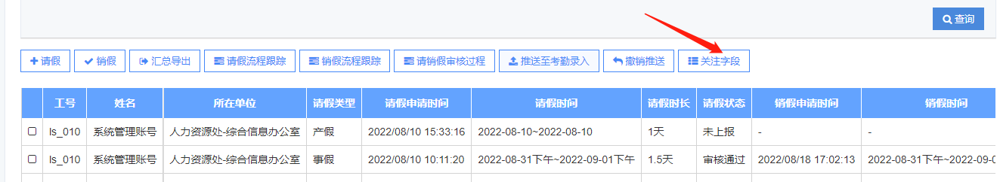 查询
请假 销假 汇总导出 请假流程跟踪 销假流程跟踪 请销假审核过程 推送至考勤录入 撤销推送 关注字段
工号 姓名 所在单位 请假类型 请假申请时间 请假时间 请假时长 请假状态 销假申请时间 销假时间
ls_010 系统管理账号 人力资源处-综合信息办公室 产假 2022/08/10 15:33:16 2022-08-10~2022-08-10 1天 未上报 - -
ls_010 系统管理账号 人力资源处-综合信息办公室 事假 2022/08/10 10:11:20 2022-08-31下午~2022-09-01下午 1.5天 审核通过 2022/08/18 17:02:13 2022-08-31下午~2022-09-0